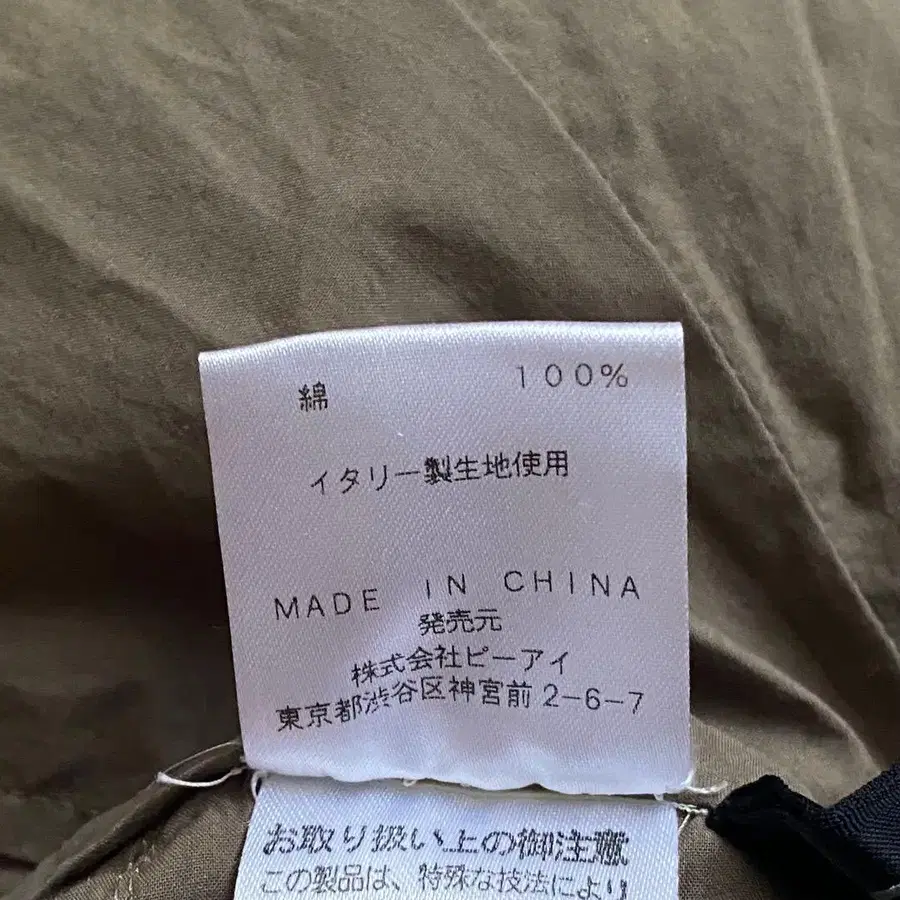 綿 100%
イタリー製生地使用
MADE IN CHINA
発売元
株式会社ピーアイ
東京都渋谷区神宮前2-6-7
お取り扱い上の御注意
この製品は、特殊な技法により